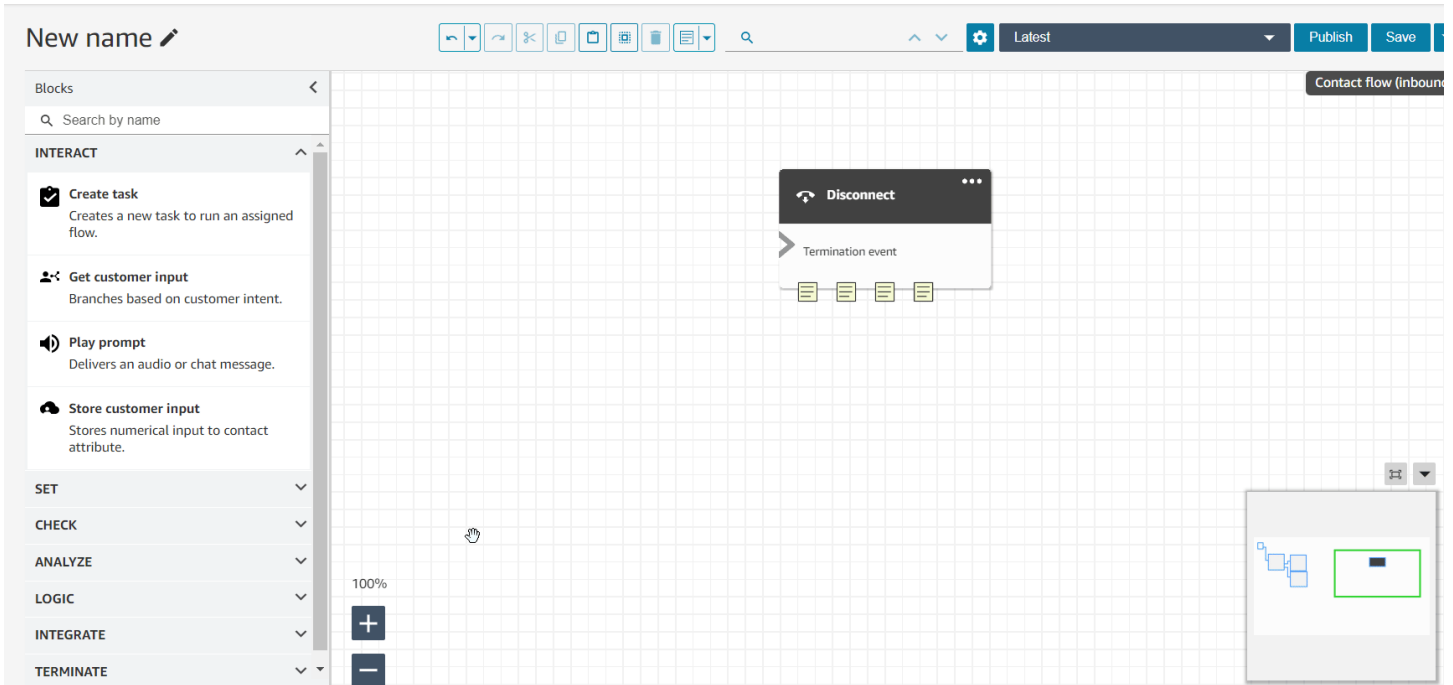 New name
Latest
Publish
Save
Contact flow (inbound
Blocks
Search by name
INTERACT
Create task
Creates a new task to run an assigned
flow.
Get customer input
Branches based on customer intent.
Play prompt
Delivers an audio or chat message.
Store customer input
Stores numerical input to contact
attribute.
SET
CHECK
ANALYZE
LOGIC
INTEGRATE
TERMINATE
Disconnect
Termination event
100%